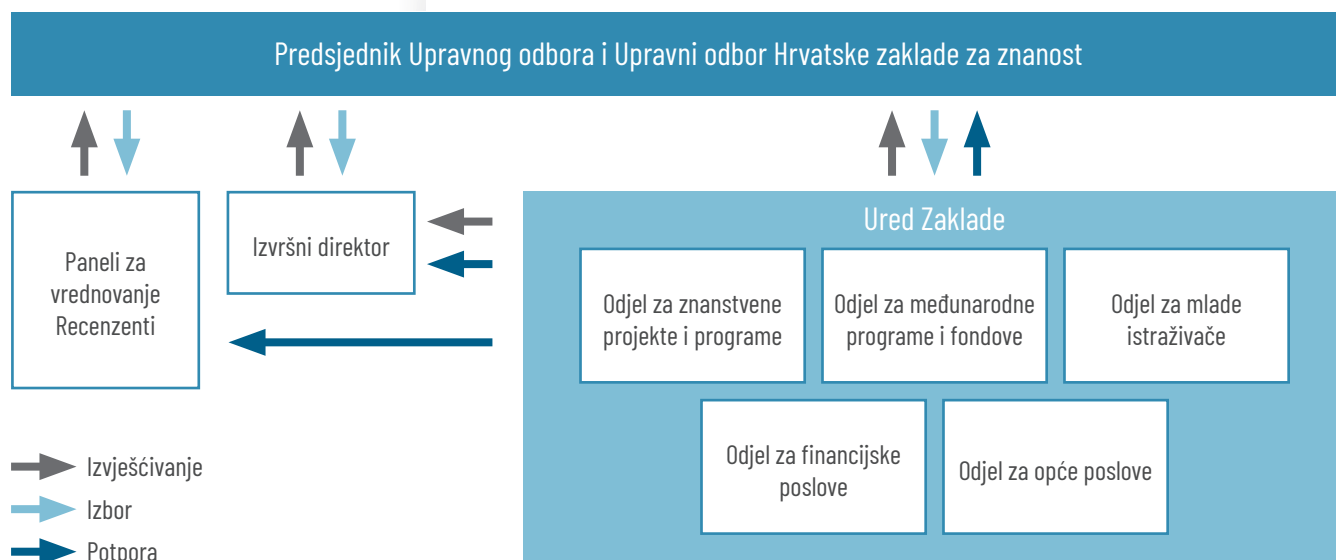 Predsjednik Upravnog odbora i Upravni odbor Hrvatske zaklade za znanost
Paneli za
vrednovanje
Recenzenti
Izvršni direktor
Ured Zaklade
Odjel za znanstvene
projekte i programe
Odjel za međunarodne
programe i fondove
Odjel za mlade
istraživače
Odjel za financijske
poslove
Odjel za opće poslove
Izvješćivanje
Izbor
Potpora